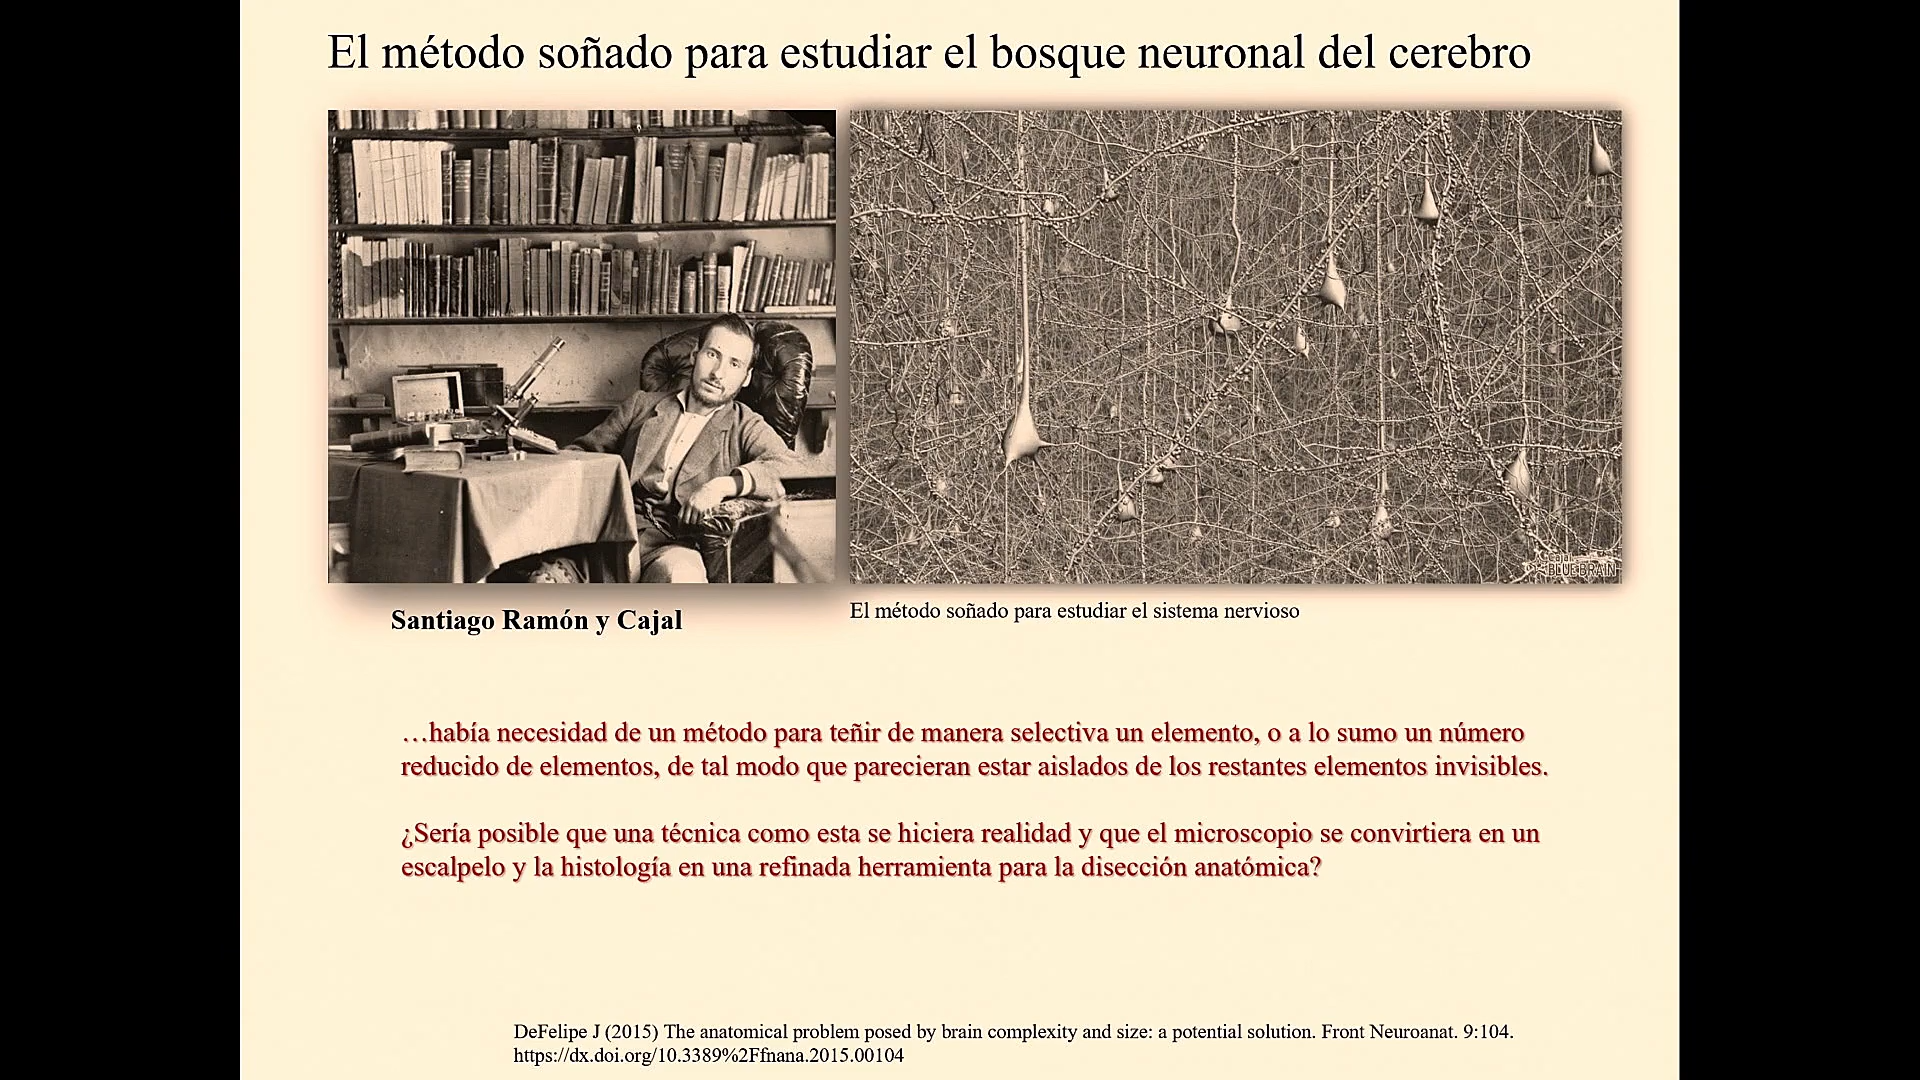 El método soñado para estudiar el bosque neuronal del cerebro
Cajal
BLUE BRAIN
Santiago Ramón y Cajal
El método soñado para estudiar el sistema nervioso
…había necesidad de un método para teñir de manera selectiva un elemento, o a lo sumo un número
reducido de elementos, de tal modo que parecieran estar aislados de los restantes elementos invisibles.
¿Sería posible que una técnica como esta se hiciera realidad y que el microscopio se convirtiera en un
escalpelo y la histología en una refinada herramienta para la disección anatómica?
DeFelipe J (2015) The anatomical problem posed by brain complexity and size: a potential solution. Front Neuroanat. 9:104.
https://dx.doi.org/10.3389%2Ffnana.2015.00104